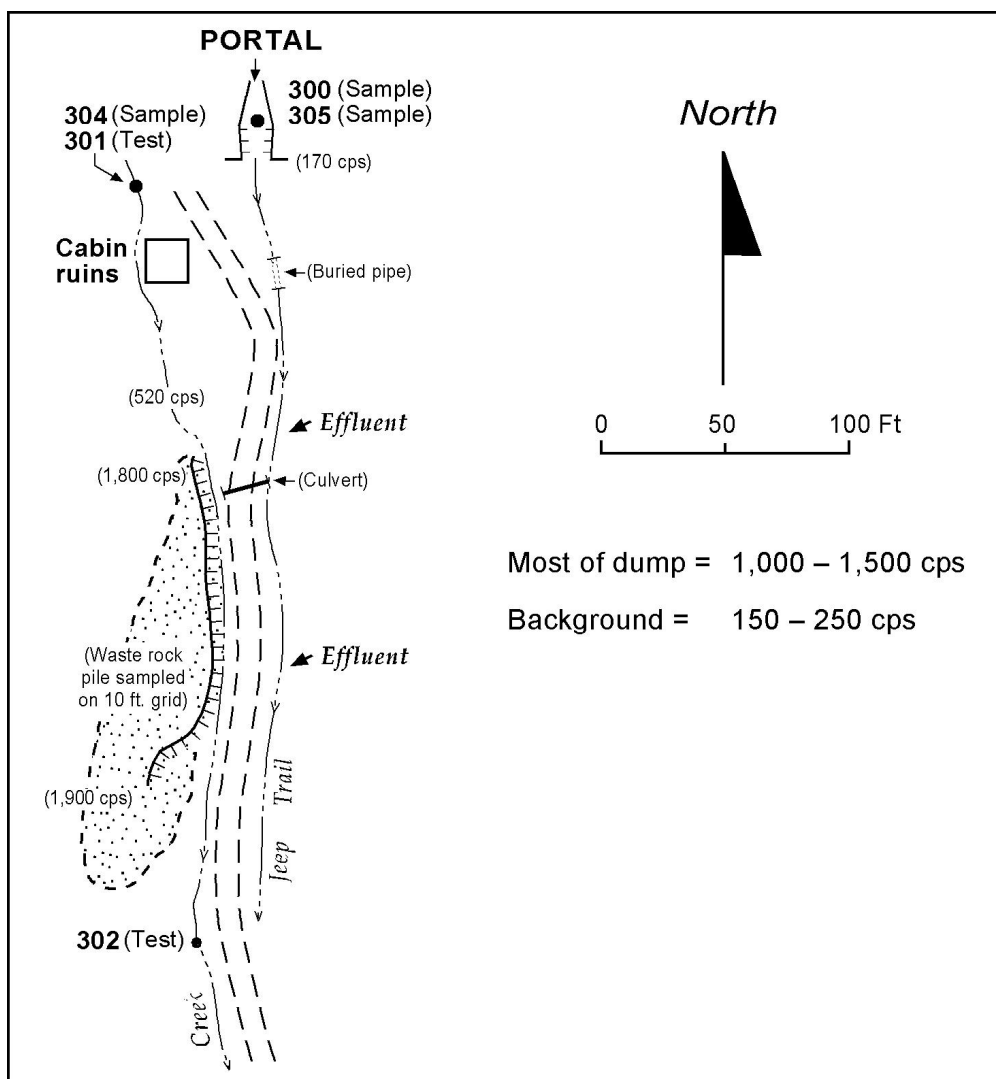 PORTAL
300 (Sample)
305 (Sample)
304 (Sample)
301 (Test)
(170 cps)
North
Cabin
ruins
(Buried pipe)
(520 cps)
Effluent
0 50 100 Ft
(1,800 cps)
(Culvert)
Most of dump = 1,000 – 1,500 cps
Background = 150 – 250 cps
Effluent
(Waste rock
pile sampled
on 10 ft. grid)
(1,900 cps)
Jeep Trail
302 (Test)
Creek